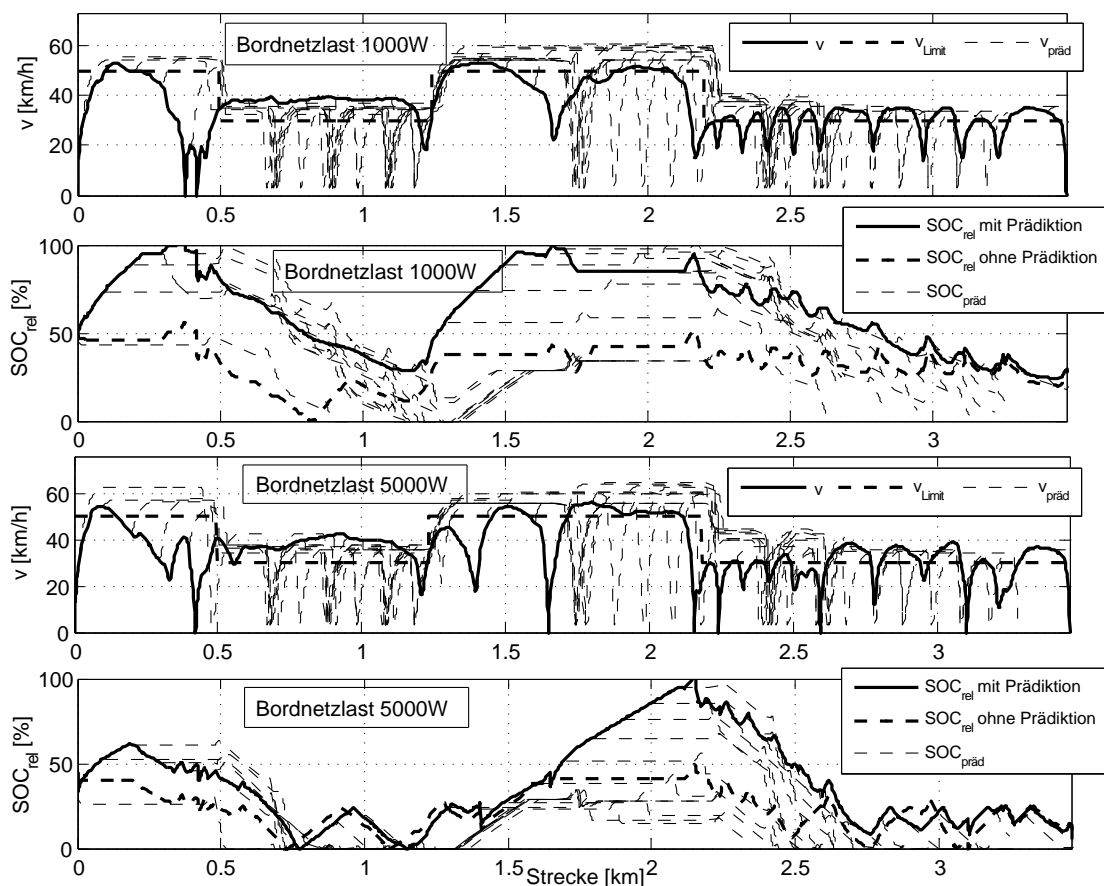 60
40
20
0
v [km/h]
Bordnetzlast 1000W
v v_Limit v_präd
0 0.5 1 1.5 2 2.5
100
50
0
SOC_rel [%]
Bordnetzlast 1000W
SOC_rel mit Prädiktion
SOC_rel ohne Prädiktion
SOC_präd
0 0.5 1 1.5 2 2.5 3
60
40
20
0
v [km/h]
Bordnetzlast 5000W
v v_Limit v_präd
0 0.5 1 1.5 2 2.5 3
100
50
0
SOC_rel [%]
Bordnetzlast 5000W
SOC_rel mit Prädiktion
SOC_rel ohne Prädiktion
SOC_präd
0 0.5 1 1.5 2 2.5 3
Strecke [km]